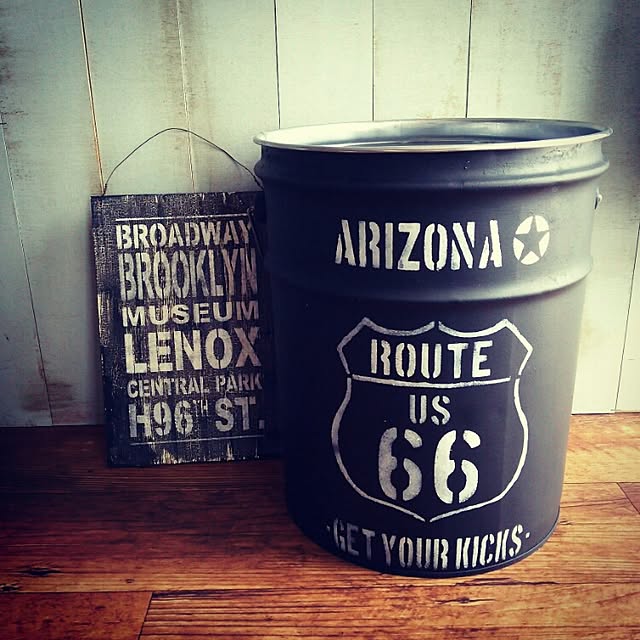 BROADWAY
BROOKLYN
MUSEUM
LENOX
CENTRAL PARK
H96TH ST.
ARIZONA
ROUTE
US
66
·GET YOUR KICKS·